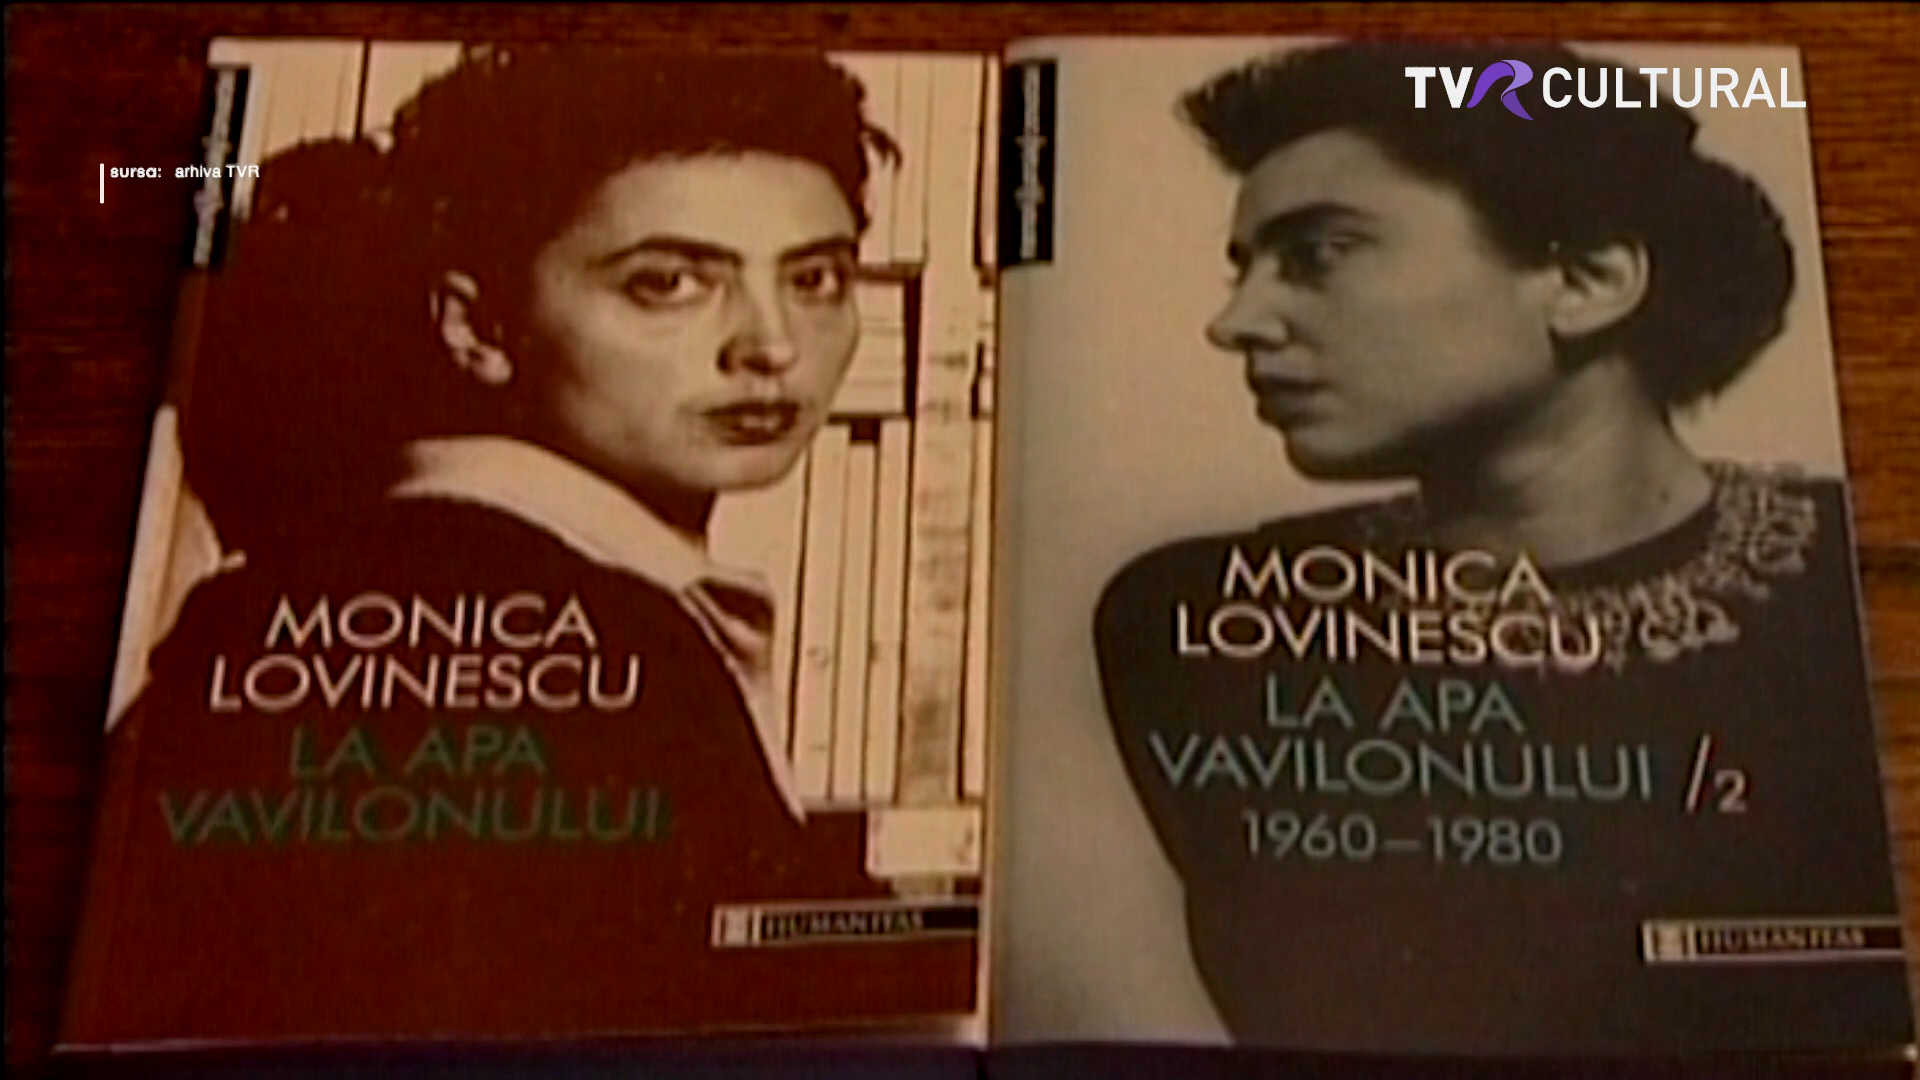 TVR CULTURAL
sursa: arhiva TVR
MONICA
LOVINESCU
LA APA
VAVILONULUI
HUMANITAS
MONICA
LOVINESCU
LA APA
VAVILONULUI /2
1960–1980
HUMANITAS